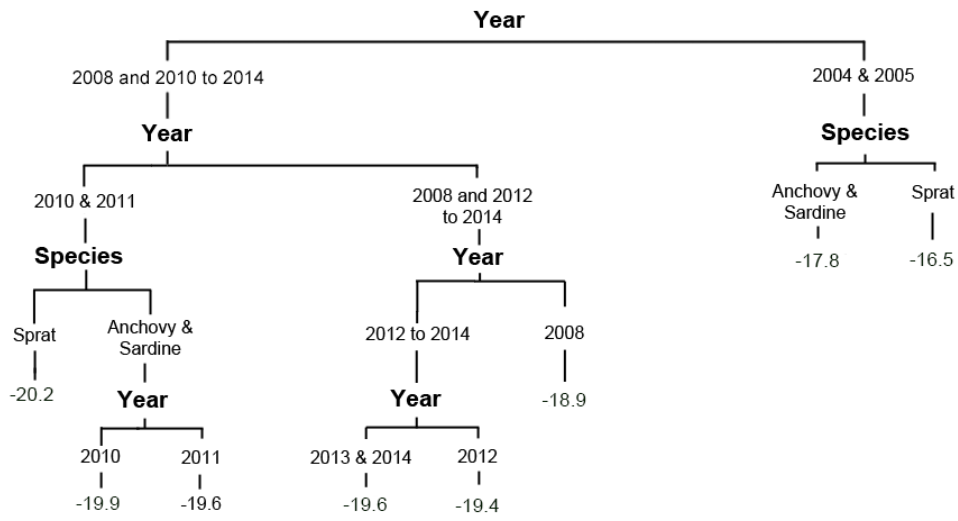 Year
2008 and 2010 to 2014
2004 & 2005
Year
Species
2010 & 2011
2008 and 2012
to 2014
Anchovy &
Sardine
Sprat
-17.8
-16.5
Species
Year
Sprat
Anchovy &
Sardine
2012 to 2014
2008
-20.2
Year
Year
-18.9
2010
2011
2013 & 2014
2012
-19.9
-19.6
-19.6
-19.4